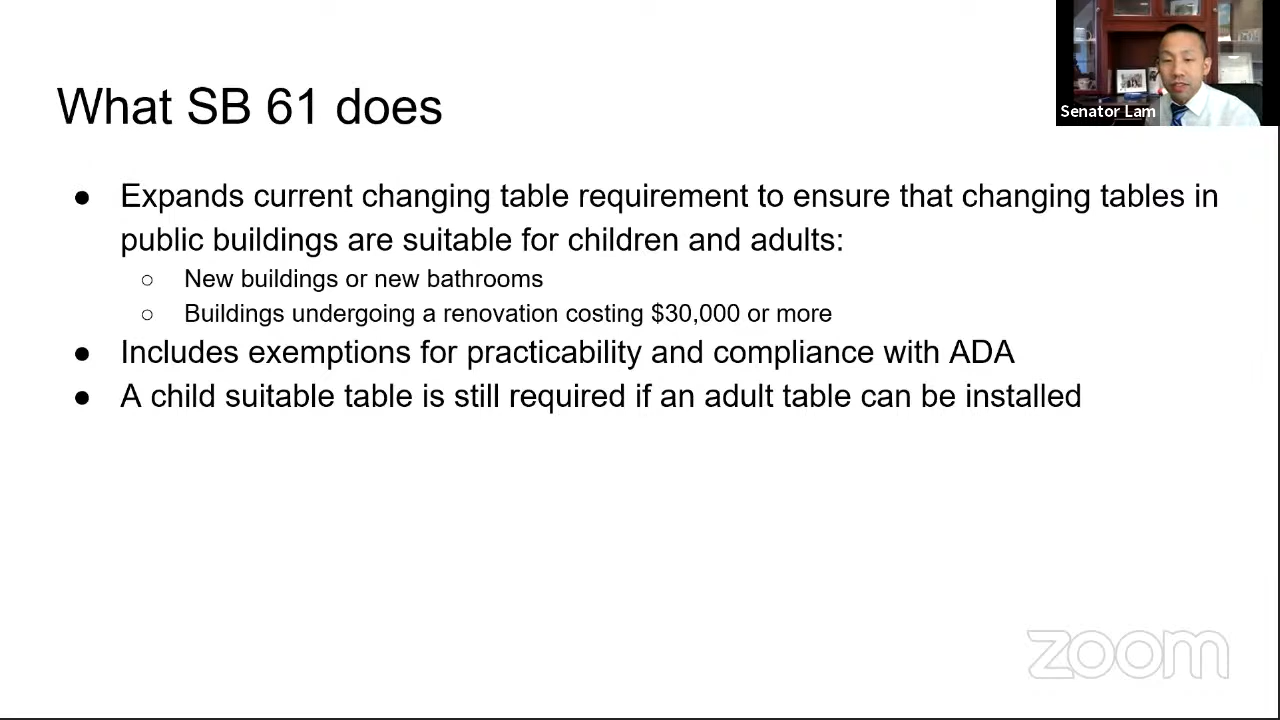 What SB 61 does
Senator Lam
● Expands current changing table requirement to ensure that changing tables in
public buildings are suitable for children and adults:
○ New buildings or new bathrooms
○ Buildings undergoing a renovation costing $30,000 or more
● Includes exemptions for practicability and compliance with ADA
● A child suitable table is still required if an adult table can be installed
zoom